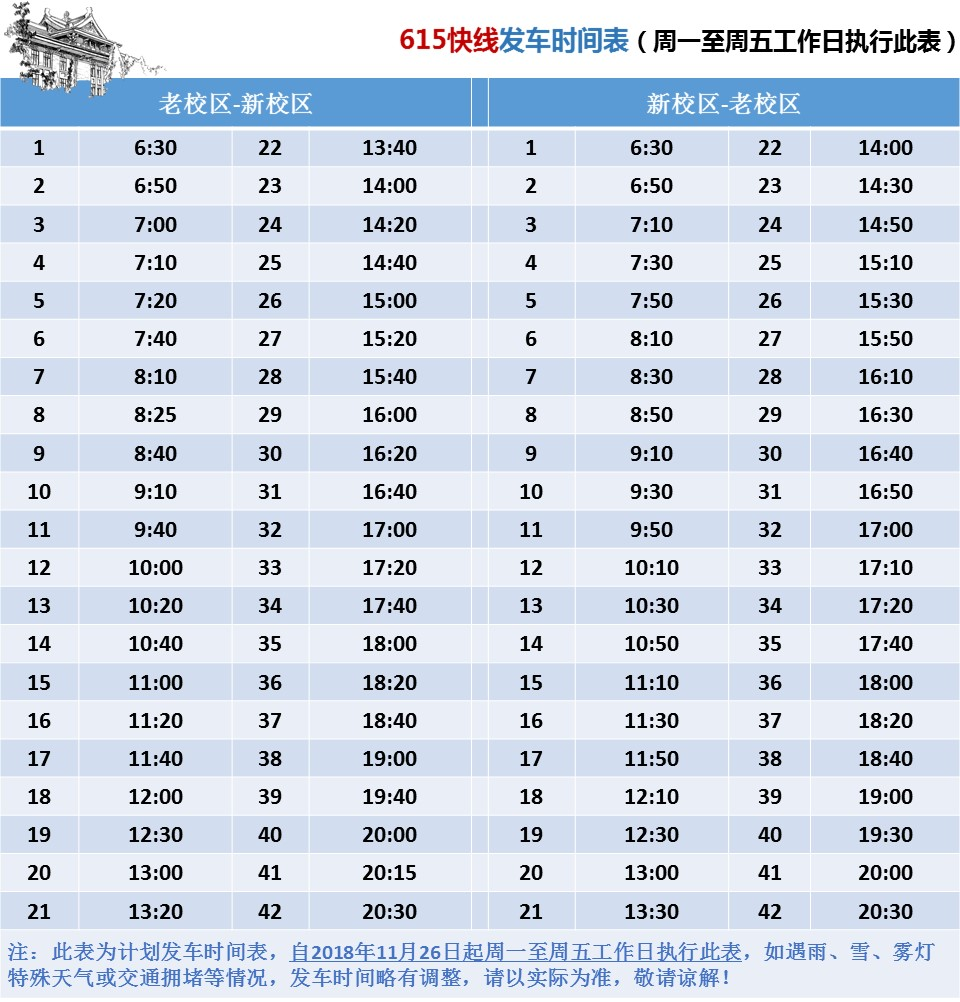 615快线发车时间表（周一至周五工作日执行此表）
老校区-新校区 新校区-老校区
1 6:30 22 13:40 1 6:30 22 14:00
2 6:50 23 14:00 2 6:50 23 14:30
3 7:00 24 14:20 3 7:10 24 14:50
4 7:10 25 14:40 4 7:30 25 15:10
5 7:20 26 15:00 5 7:50 26 15:30
6 7:40 27 15:20 6 8:10 27 15:50
7 8:10 28 15:40 7 8:30 28 16:10
8 8:25 29 16:00 8 8:50 29 16:30
9 8:40 30 16:20 9 9:10 30 16:40
10 9:10 31 16:40 10 9:30 31 16:50
11 9:40 32 17:00 11 9:50 32 17:00
12 10:00 33 17:20 12 10:10 33 17:10
13 10:20 34 17:40 13 10:30 34 17:20
14 10:40 35 18:00 14 10:50 35 17:40
15 11:00 36 18:20 15 11:10 36 18:00
16 11:20 37 18:40 16 11:30 37 18:20
17 11:40 38 19:00 17 11:50 38 18:40
18 12:00 39 19:40 18 12:10 39 19:00
19 12:30 40 20:00 19 12:30 40 19:30
20 13:00 41 20:15 20 13:00 41 20:00
21 13:20 42 20:30 21 13:30 42 20:30
注：此表为计划发车时间表，自2018年11月26日起周一至周五工作日执行此表，如遇雨、雪、雾灯
特殊天气或交通拥堵等情况，发车时间略有调整，请以实际为准，敬请谅解！